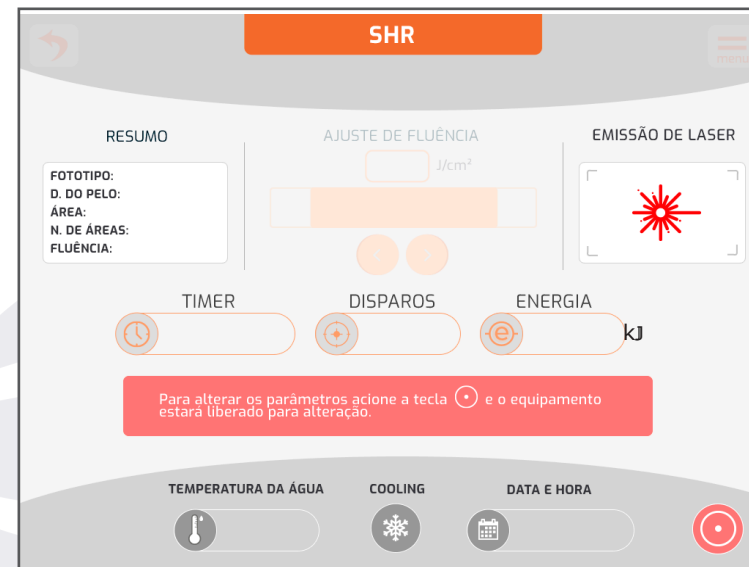 SHR
menu
RESUMO
AJUSTE DE FLUÊNCIA
EMISSÃO DE LASER
J/cm²
FOTOTIPO:
D. DO PELO:
ÁREA:
N. DE ÁREAS:
FLUÊNCIA:
TIMER
DISPAROS
ENERGIA
e
kJ
Para alterar os parâmetros acione a tecla e o equipamento
estará liberado para alteração.
TEMPERATURA DA ÁGUA
COOLING
DATA E HORA